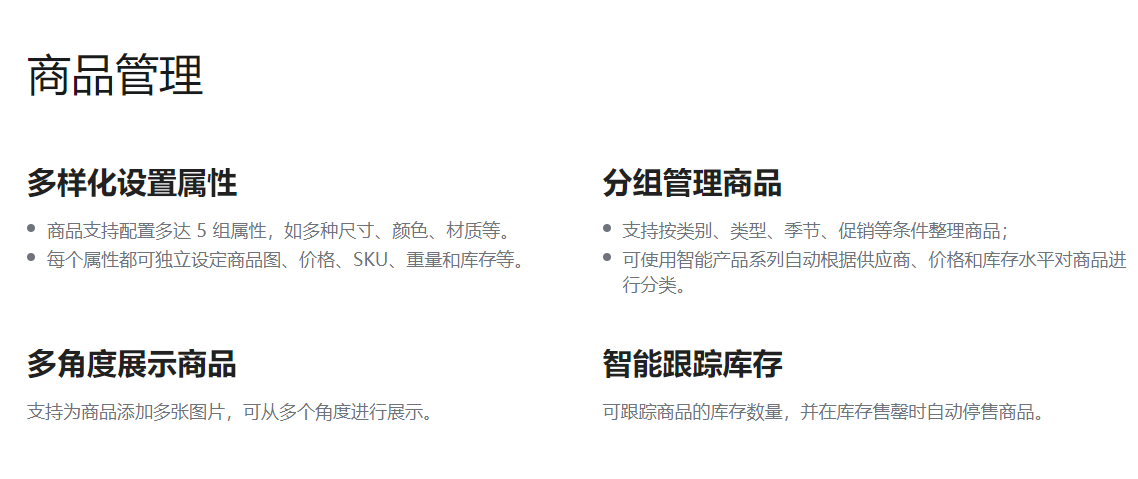 商品管理
多样化设置属性
商品支持配置多达 5 组属性，如多种尺寸、颜色、材质等。
每个属性都可独立设定商品图、价格、SKU、重量和库存等。
分组管理商品
支持按类别、类型、季节、促销等条件整理商品；
可使用智能产品系列自动根据供应商、价格和库存水平对商品进
行分类。
多角度展示商品
支持为商品添加多张图片，可从多个角度进行展示。
智能跟踪库存
可跟踪商品的库存数量，并在库存售罄时自动停售商品。